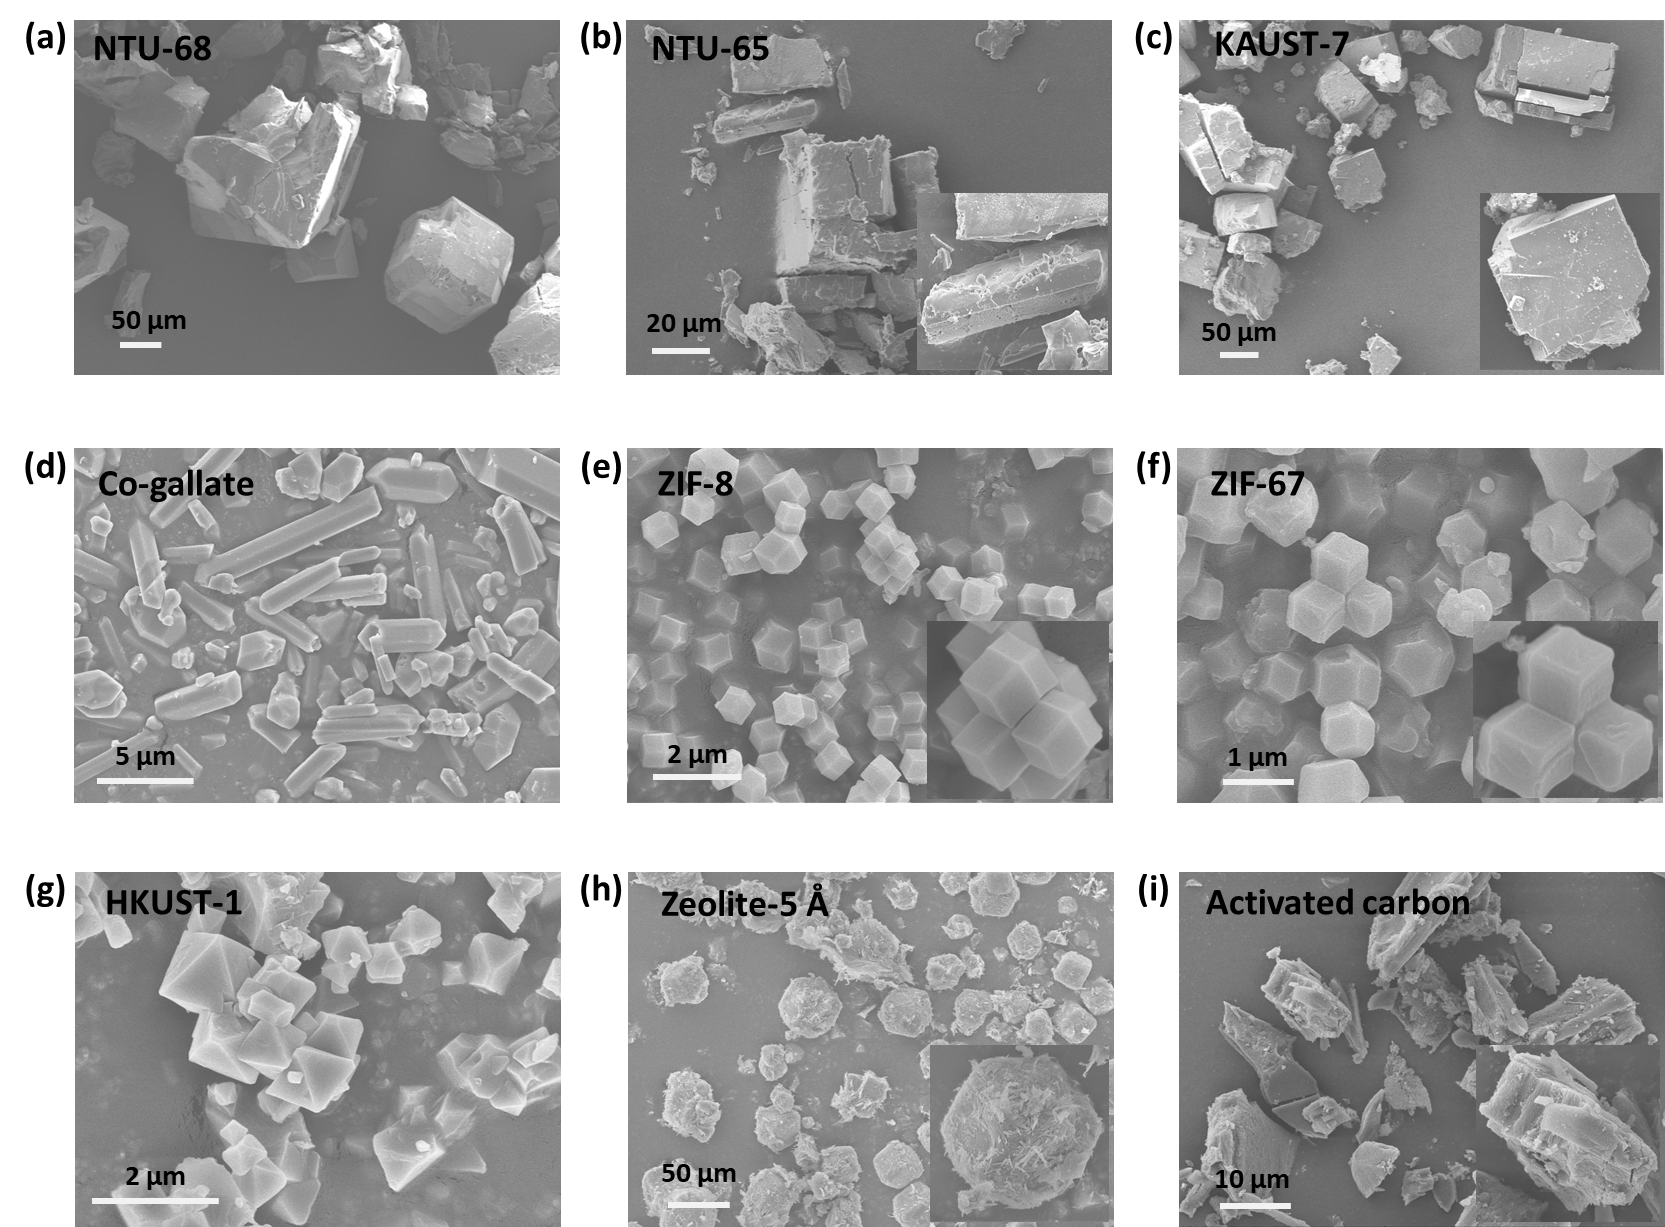 (a) NTU-68
50 μm
(b) NTU-65
20 μm
(c) KAUST-7
50 μm
(d) Co-gallate
5 μm
(e) ZIF-8
2 μm
(f) ZIF-67
1 μm
(g) HKUST-1
2 μm
(h) Zeolite-5 Å
50 μm
(i) Activated carbon
10 μm